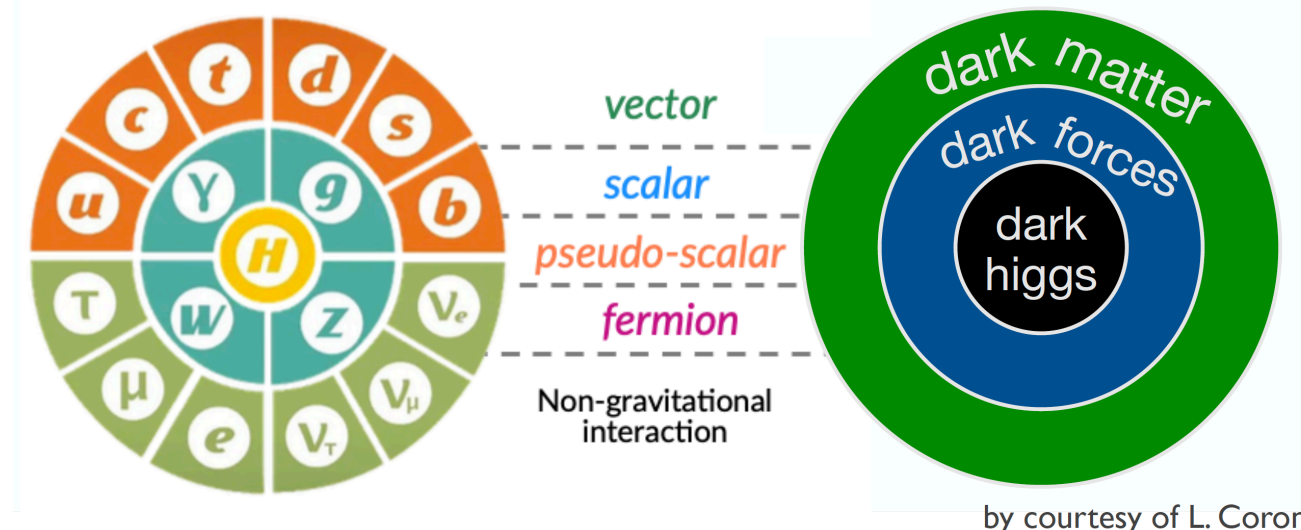 t
d
c
s
u
γ
g
b
H
τ
W
Z
νe
μ
νμ
e
ντ
vector
scalar
pseudo-scalar
fermion
Non-gravitational
interaction
dark matter
dark forces
dark
higgs
by courtesy of L. Coror